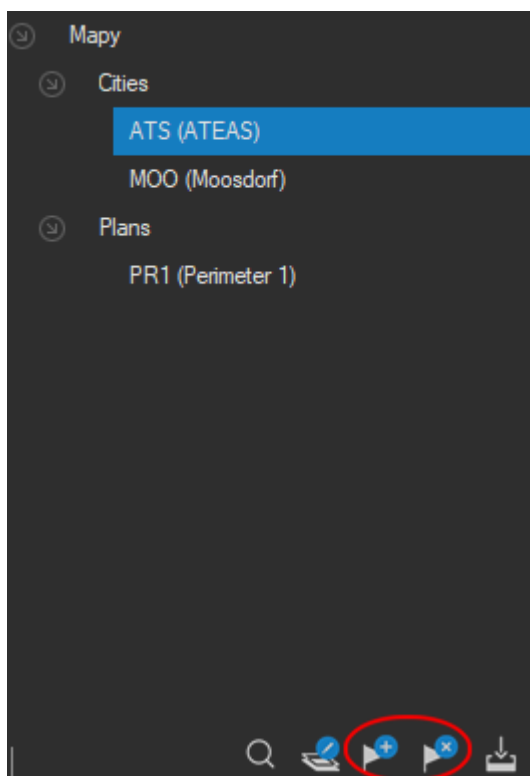 Mapy
Cities
ATS (ATEAS)
MOO (Moosdorf)
Plans
PR1 (Perimeter 1)